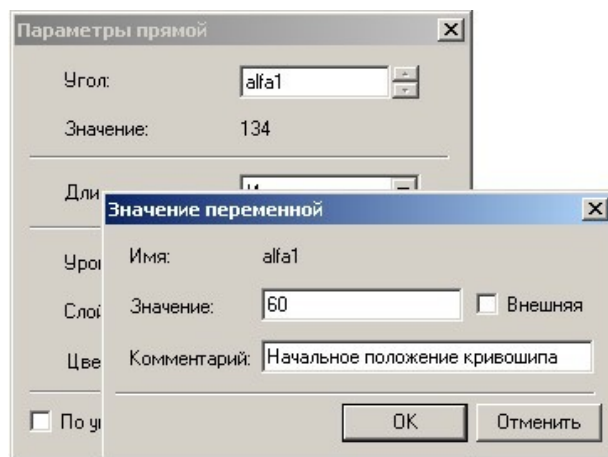 Параметры прямой
Угол: alfa1
Значение: 134
Значение переменной
Имя: alfa1
Значение: 60 Внешняя
Комментарий: Начальное положение кривошипа
OK Отменить